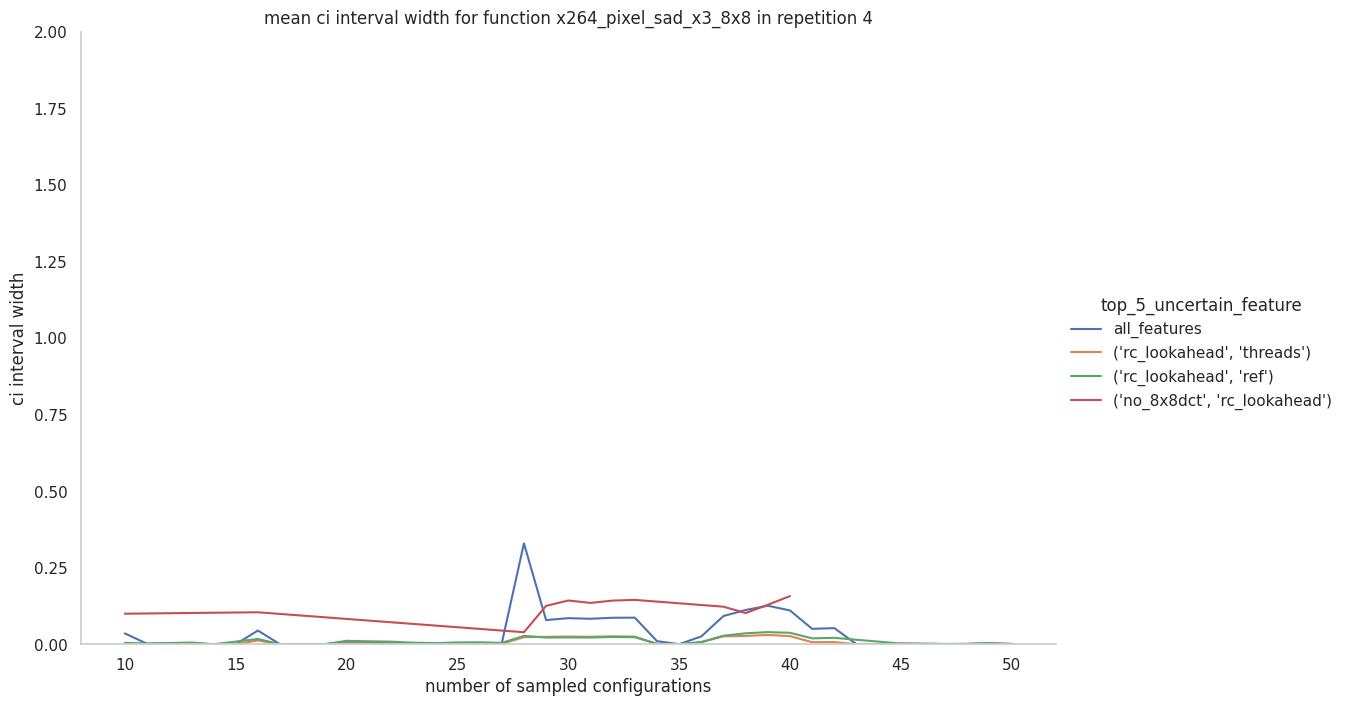 mean ci interval width for function x264_pixel_sad_x3_8x8 in repetition 4
2.00
1.75
1.50
1.25
1.00
0.75
0.50
0.25
0.00
ci interval width
10 15 20 25 30 35 40 45 50
number of sampled configurations
top_5_uncertain_feature
all_features
('rc_lookahead', 'threads')
('rc_lookahead', 'ref')
('no_8x8dct', 'rc_lookahead')